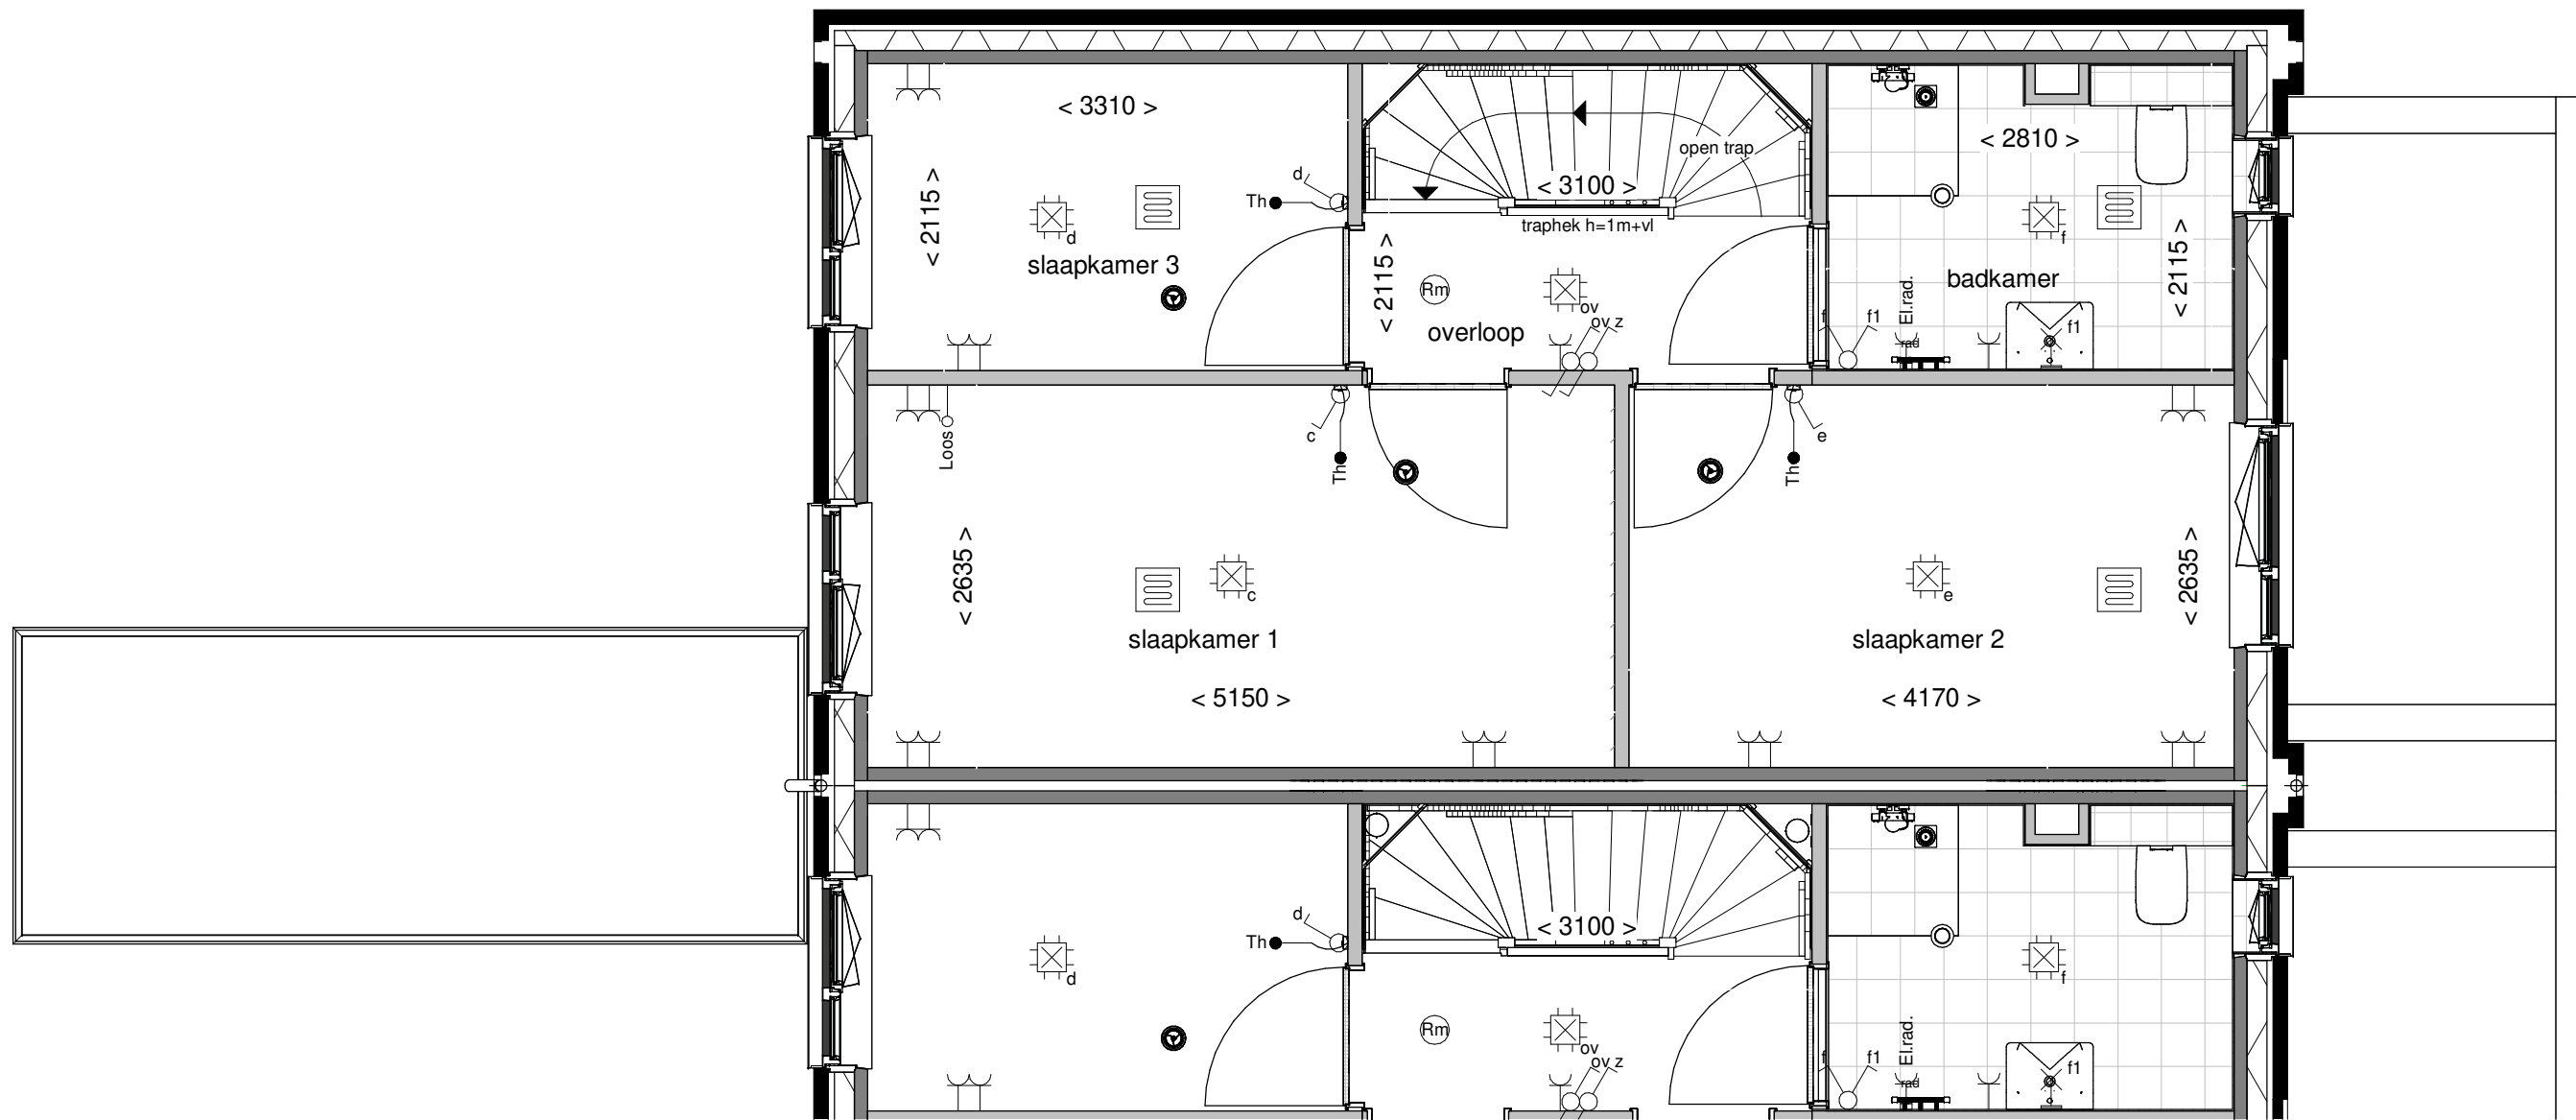 < 3310 >
< 2115 >
d
Th
d
slaapkamer 3
open trap
< 3100 >
traphek h=1m+vl
< 2115 >
Rm
ov
ov z
overloop
< 2810 >
f
badkamer
< 2115 >
El.rad.
rad
f
f1
f1
Loos
c
Th
e
Th
< 2635 >
c
slaapkamer 1
< 5150 >
e
slaapkamer 2
< 4170 >
< 2635 >
d
Th
d
< 3100 >
Rm
ov
ov z
f
El.rad.
rad
f
f1
f1